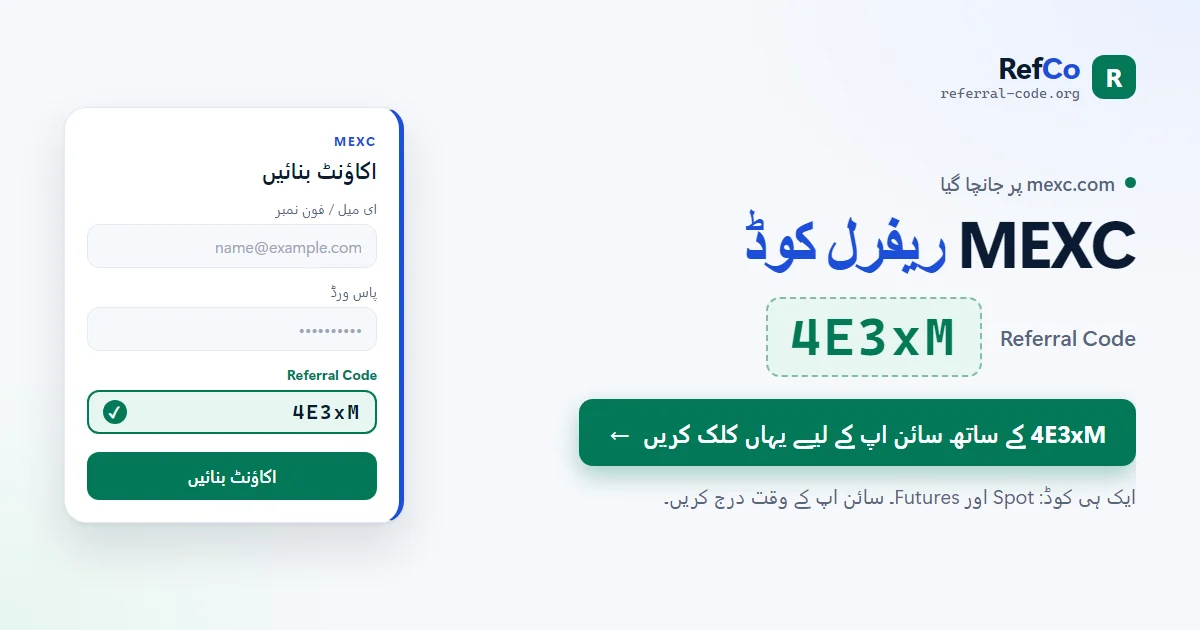 RefCo
R
referral-code.org
mexc.com پر جانچا گیا
MEXC ریفرل کوڈ
Referral Code
4E3xM
4E3xM کے ساتھ سائن اپ کے لیے یہاں کلک کریں ←
ایک ہی کوڈ: Spot اور Futures۔ سائن اپ کے وقت درج کریں۔
MEXC
اکاؤنٹ بنائیں
ای میل / فون نمبر
name@example.com
پاس ورڈ
••••••••••
Referral Code
4E3xM ✓
اکاؤنٹ بنائیں